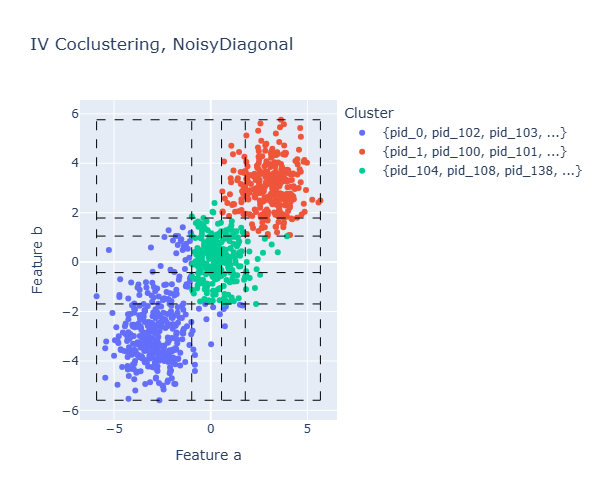 IV Coclustering, NoisyDiagonal
Cluster
{pid_0, pid_102, pid_103, ...}
{pid_1, pid_100, pid_101, ...}
{pid_104, pid_108, pid_138, ...}
6
4
2
0
−2
−4
−6
Feature b
−5
0
5
Feature a